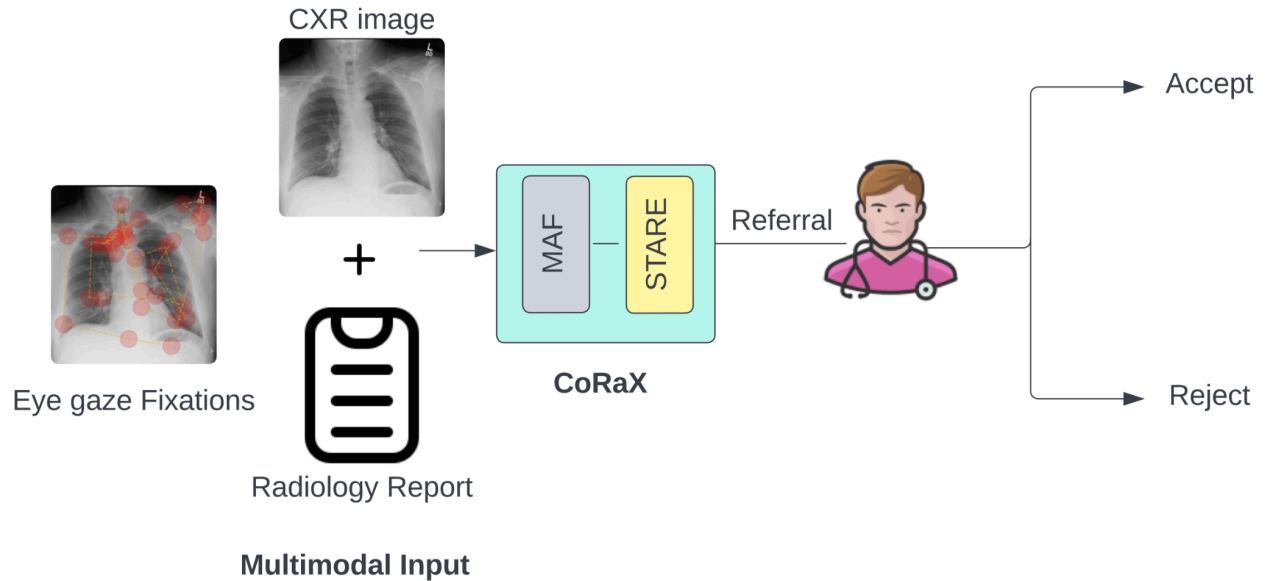 CXR image
L
Eye gaze Fixations
+
Radiology Report
Multimodal Input
MAF
STARE
CoRaX
Referral
Accept
Reject